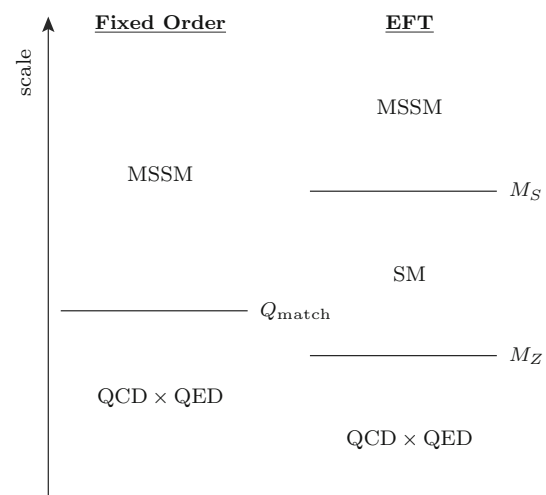 Fixed Order
EFT
scale
MSSM
MSSM
M_S
SM
Q_match
M_Z
QCD × QED
QCD × QED